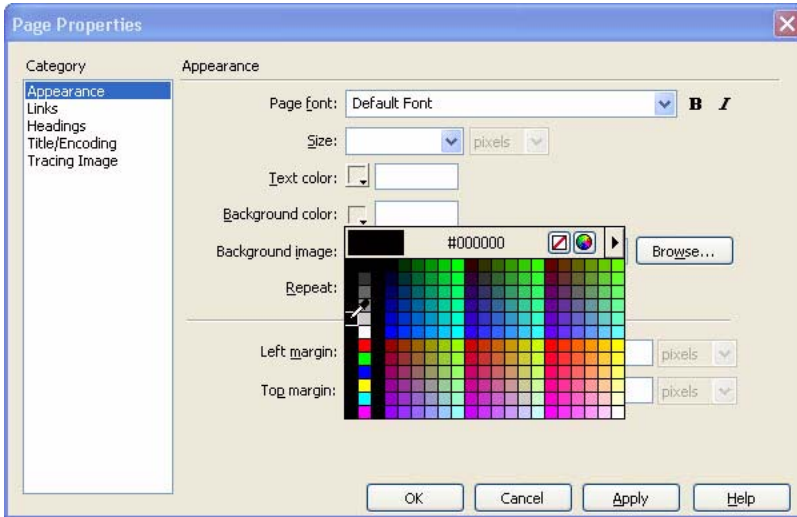 Page Properties
Category
Appearance
Links
Headings
Title/Encoding
Tracing Image
Appearance
Page font: Default Font B I
Size: pixels
Text color:
Background color:
#000000
Background image: Browse...
Repeat:
Left margin: pixels
Top margin: pixels
OK Cancel Apply Help